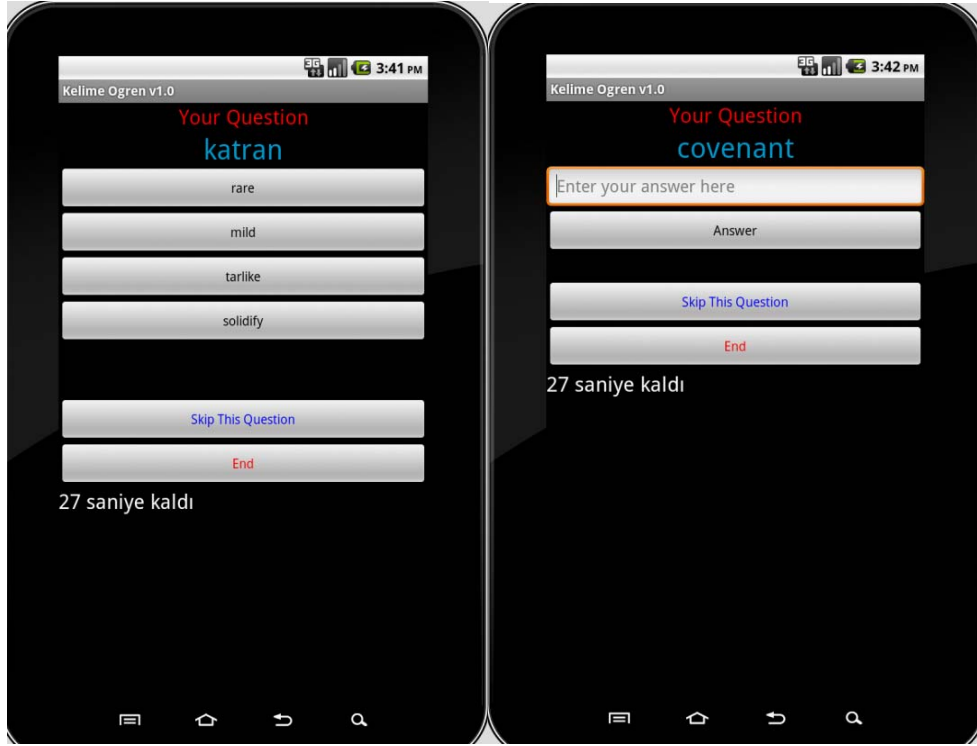 3G 3:41 PM
Kelime Ogren v1.0
Your Question
katran
rare
mild
tarlike
solidify
Skip This Question
End
27 saniye kaldı
3G 3:42 PM
Kelime Ogren v1.0
Your Question
covenant
Enter your answer here
Answer
Skip This Question
End
27 saniye kaldı